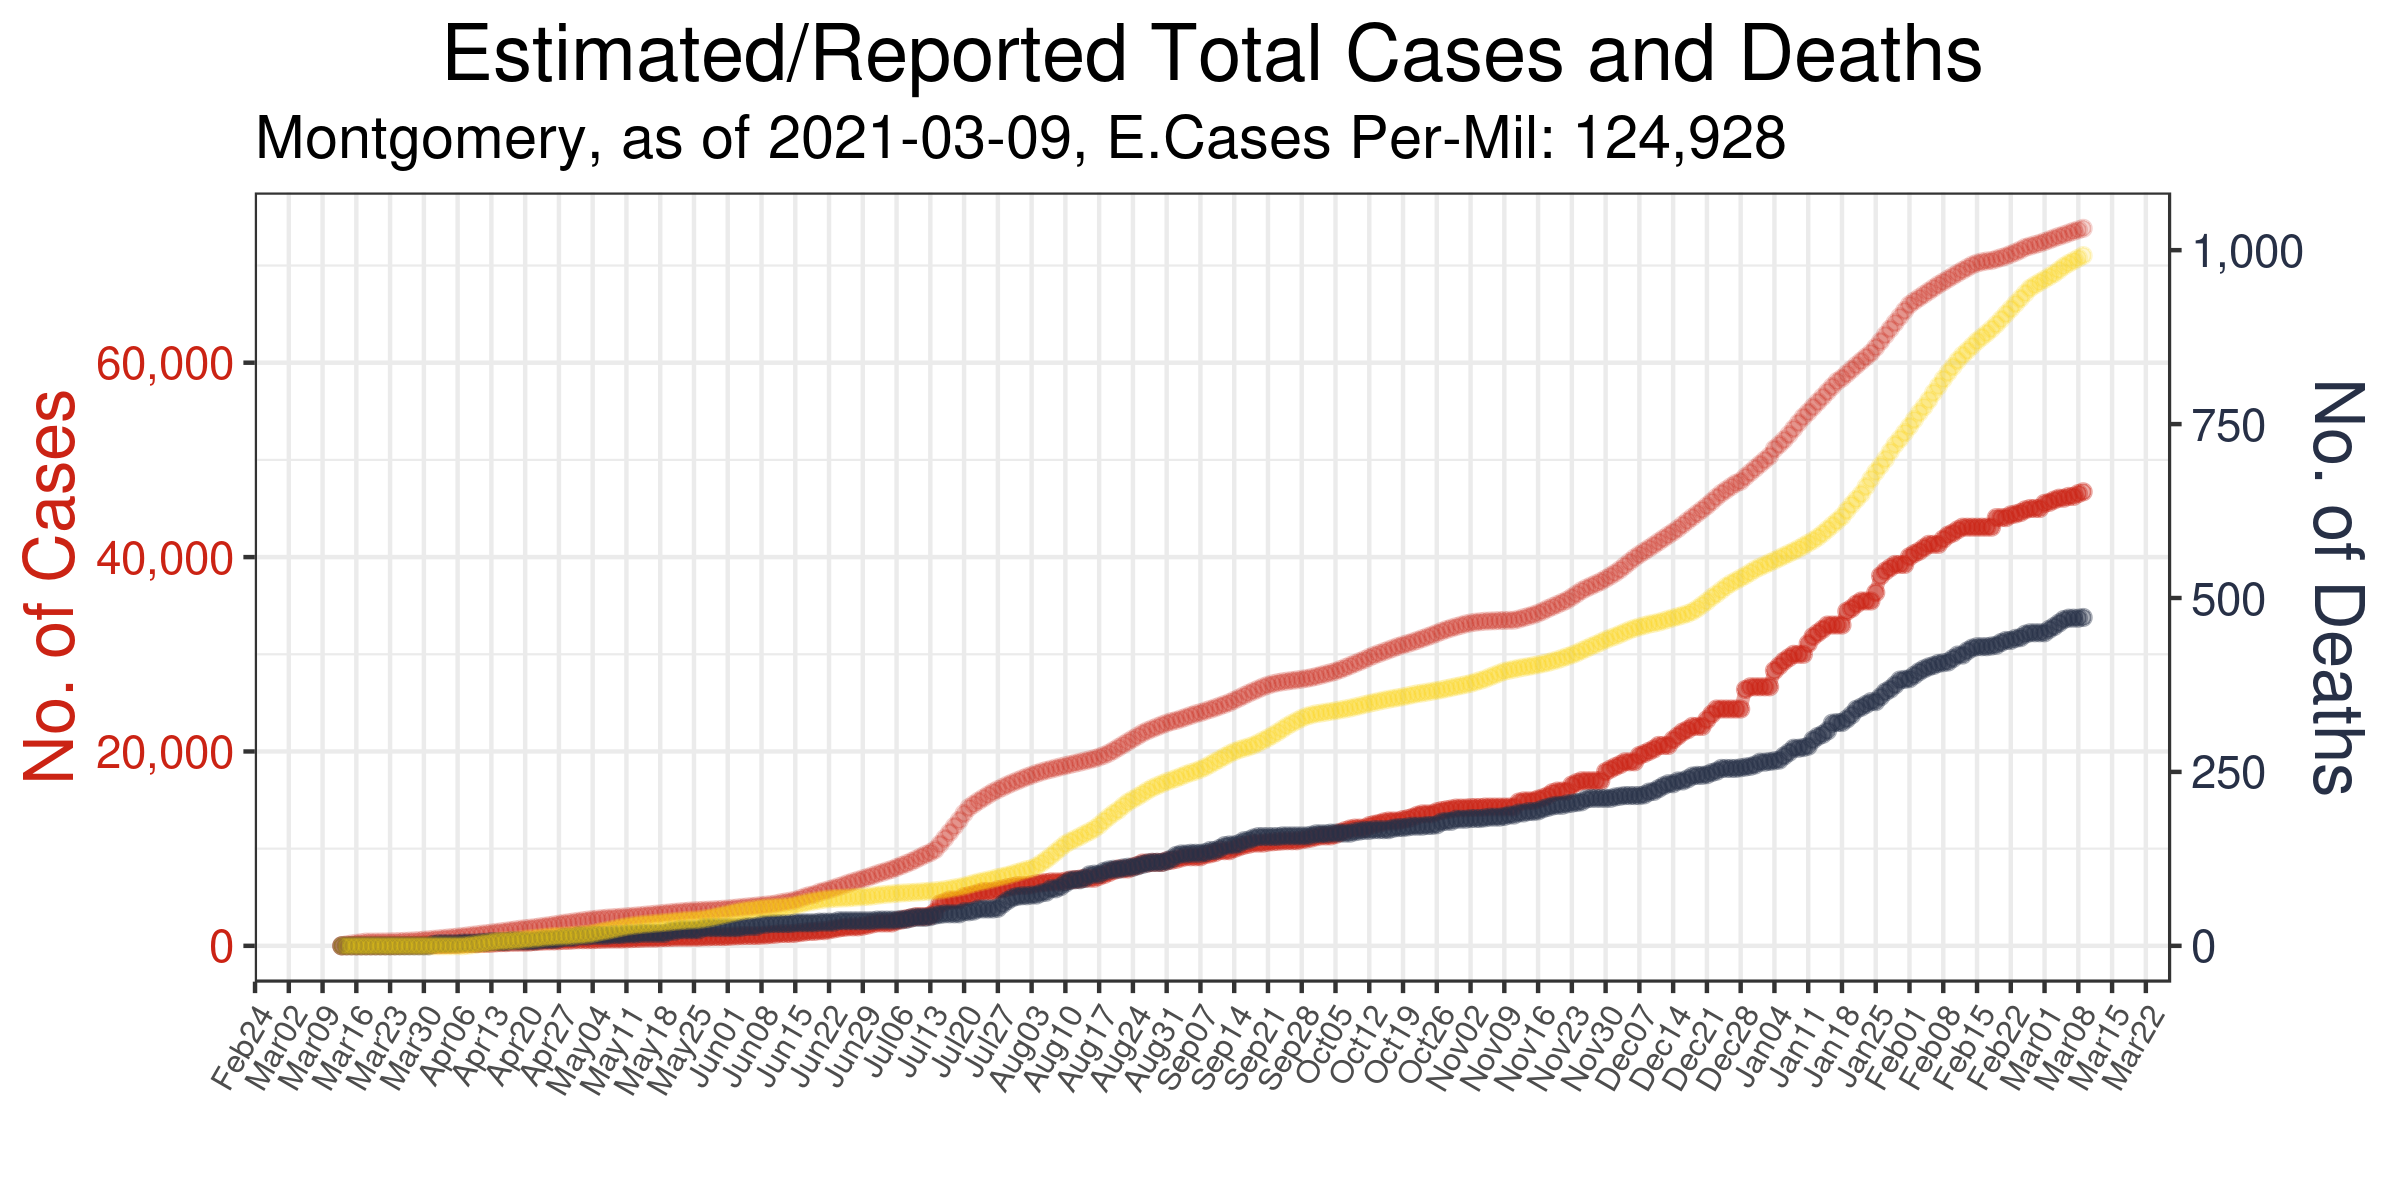 Estimated/Reported Total Cases and Deaths
Montgomery, as of 2021-03-09, E.Cases Per-Mil: 124,928
No. of Cases
60,000
40,000
20,000
0
1,000
750
500
250
0
No. of Deaths
Feb24
Mar02
Mar09
Mar16
Mar23
Mar30
Apr06
Apr13
Apr20
Apr27
May04
May11
May18
May25
Jun01
Jun08
Jun15
Jun22
Jun29
Jul06
Jul13
Jul20
Jul27
Aug03
Aug10
Aug17
Aug24
Aug31
Sep07
Sep14
Sep21
Sep28
Oct05
Oct12
Oct19
Oct26
Nov02
Nov09
Nov16
Nov23
Nov30
Dec07
Dec14
Dec21
Dec28
Jan04
Jan11
Jan18
Jan25
Feb01
Feb08
Feb15
Feb22
Mar01
Mar08
Mar15
Mar22